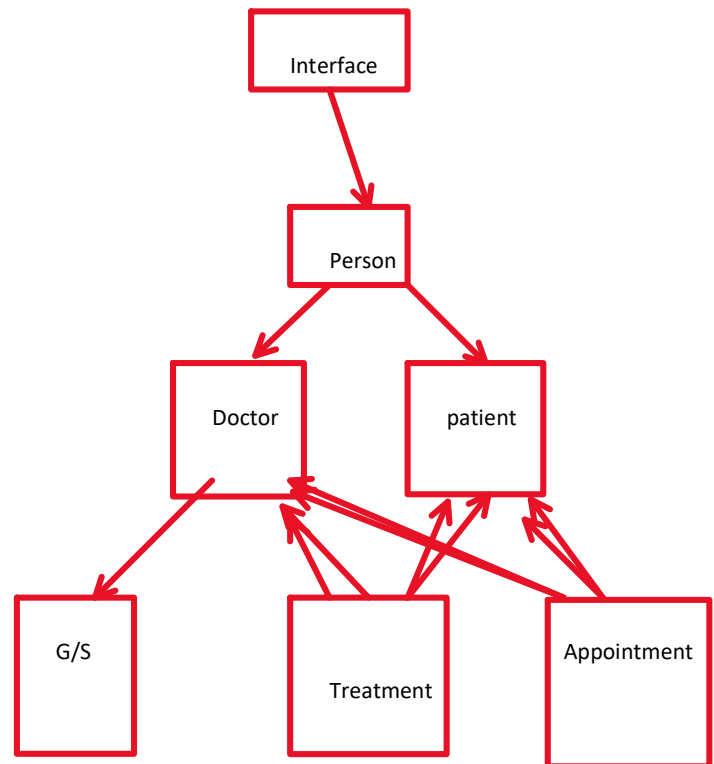 Interface
Person
Doctor
patient
G/S
Treatment
Appointment